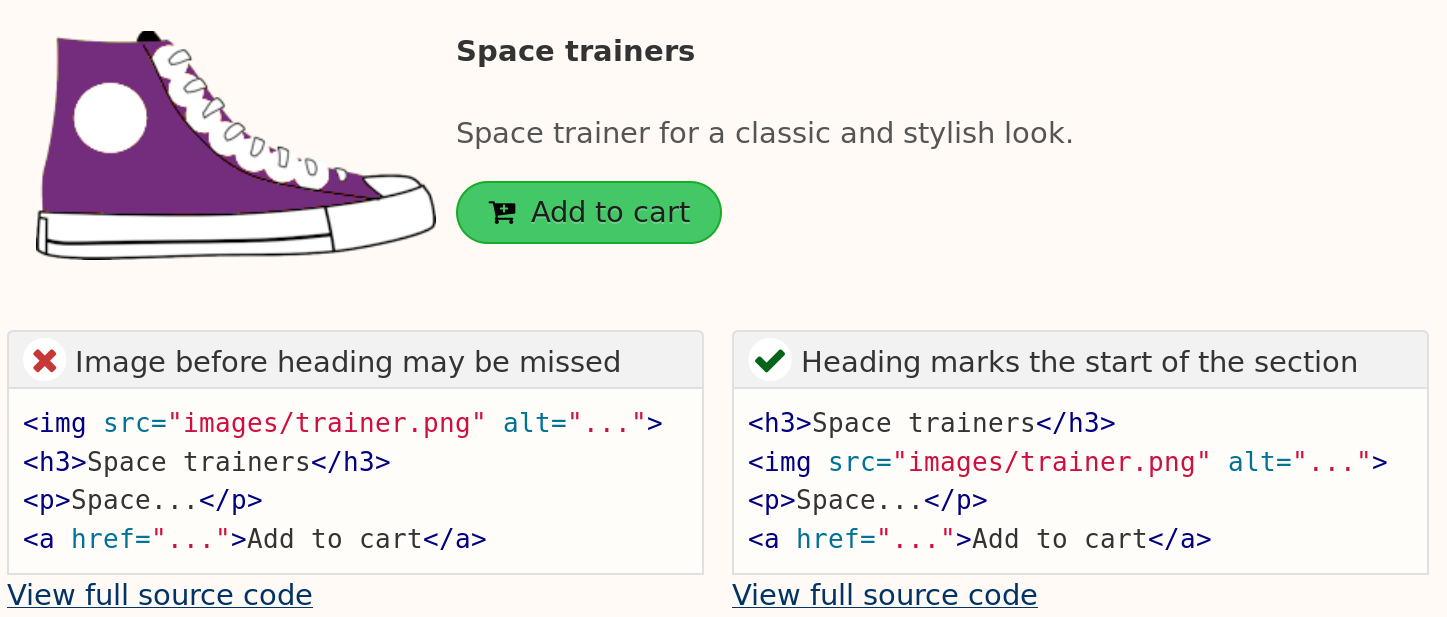 Space trainers
Space trainer for a classic and stylish look.
Add to cart
Image before heading may be missed
<img src="images/trainer.png" alt="...">
<h3>Space trainers</h3>
<p>Space...</p>
<a href="...">Add to cart</a>
View full source code
Heading marks the start of the section
<h3>Space trainers</h3>
<img src="images/trainer.png" alt="...">
<p>Space...</p>
<a href="...">Add to cart</a>
View full source code